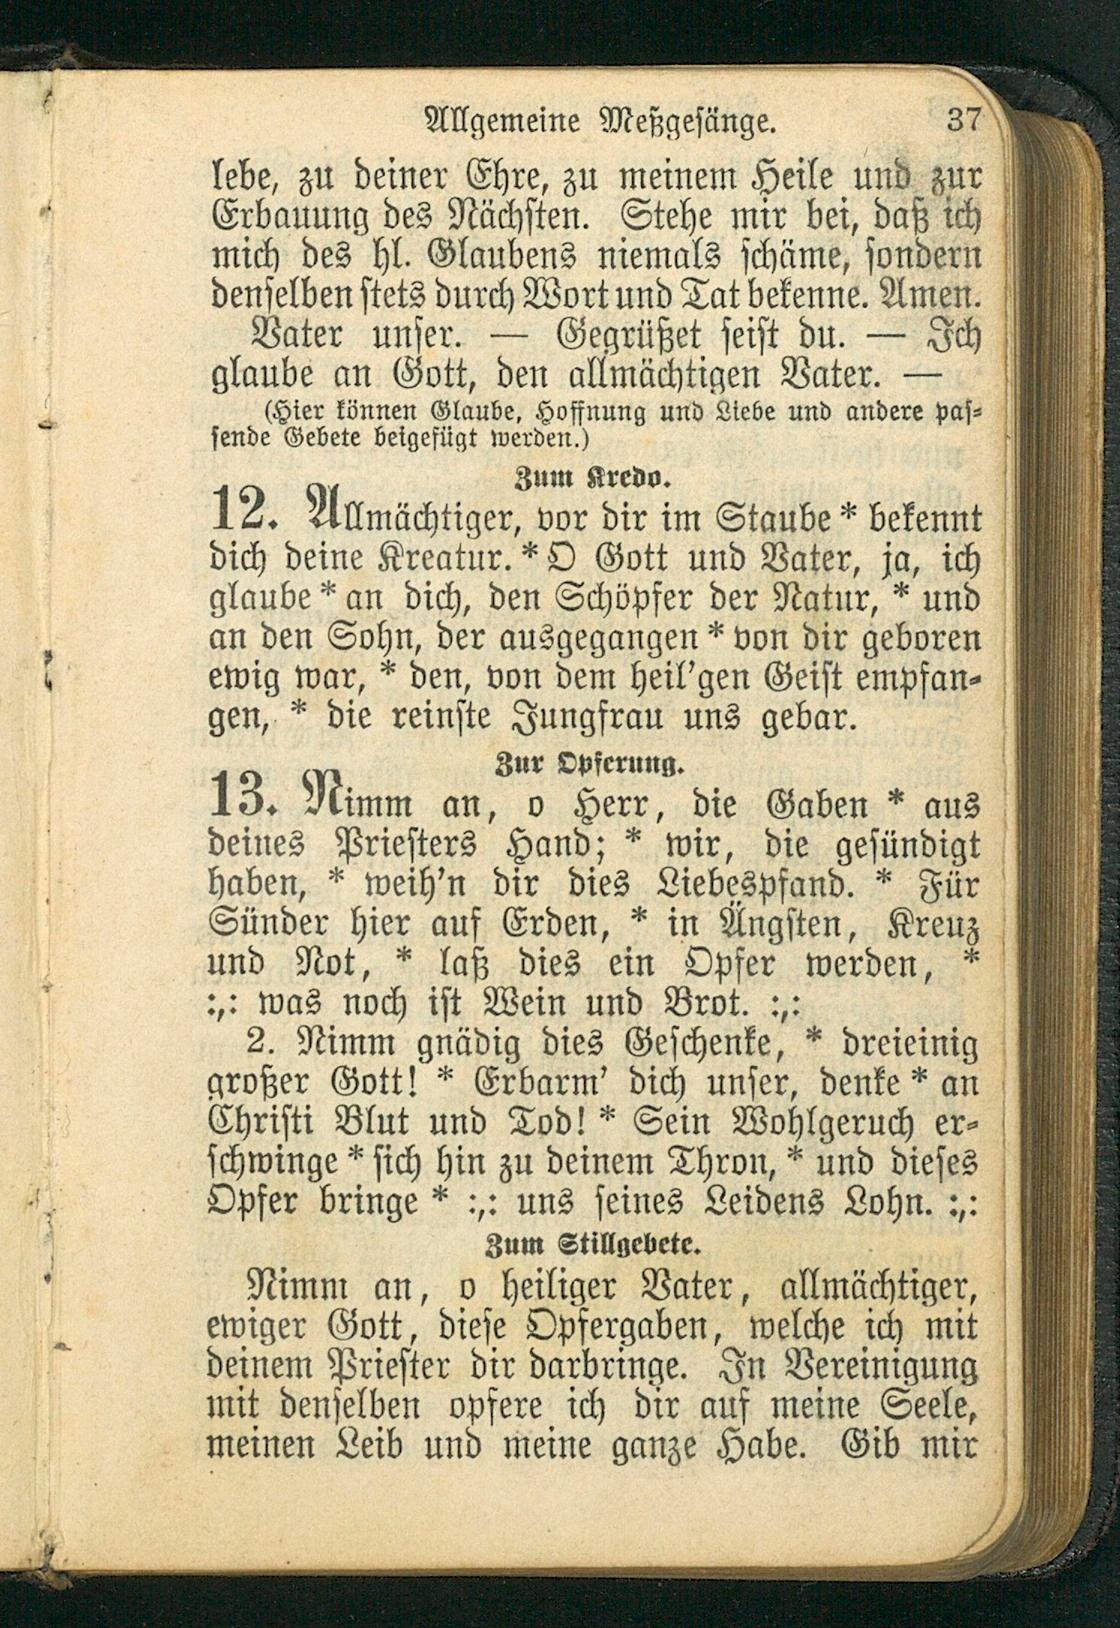 Allgemeine Meßgesänge. 37
lebe, zu deiner Ehre, zu meinem Heile und zur
Erbauung des Nächsten. Stehe mir bei, daß ich
mich des hl. Glaubens niemals schäme, sondern
denselben stets durch Wort und Tat bekenne. Amen.
Vater unser. — Gegrüßet seist du. — Ich
glaube an Gott, den allmächtigen Vater. —
(Hier können Glaube, Hoffnung und Liebe und andere pas-
sende Gebete beigefügt werden.)
Zum Kredo.
12. Allmächtiger, vor dir im Staube * bekennt
dich deine Kreatur. * O Gott und Vater, ja, ich
glaube * an dich, den Schöpfer der Natur, * und
an den Sohn, der ausgegangen * von dir geboren
ewig war, * den, von dem heil'gen Geist empfan-
gen, * die reinste Jungfrau uns gebar.
Zur Opferung.
13. Nimm an, o Herr, die Gaben * aus
deines Priesters Hand; * wir, die gesündigt
haben, * weih'n dir dies Liebespfand. * Für
Sünder hier auf Erden, * in Ängsten, Kreuz
und Not, * laß dies ein Opfer werden, *
:,: was noch ist Wein und Brot. :,:
2. Nimm gnädig dies Geschenke, * dreieinig
großer Gott! * Erbarm' dich unser, denke * an
Christi Blut und Tod! * Sein Wohlgeruch er-
schwinge * sich hin zu deinem Thron, * und dieses
Opfer bringe * :,: uns seines Leidens Lohn. :,:
Zum Stillgebete.
Nimm an, o heiliger Vater, allmächtiger,
ewiger Gott, diese Opfergaben, welche ich mit
deinem Priester dir darbringe. In Vereinigung
mit denselben opfere ich dir auf meine Seele,
meinen Leib und meine ganze Habe. Gib mir